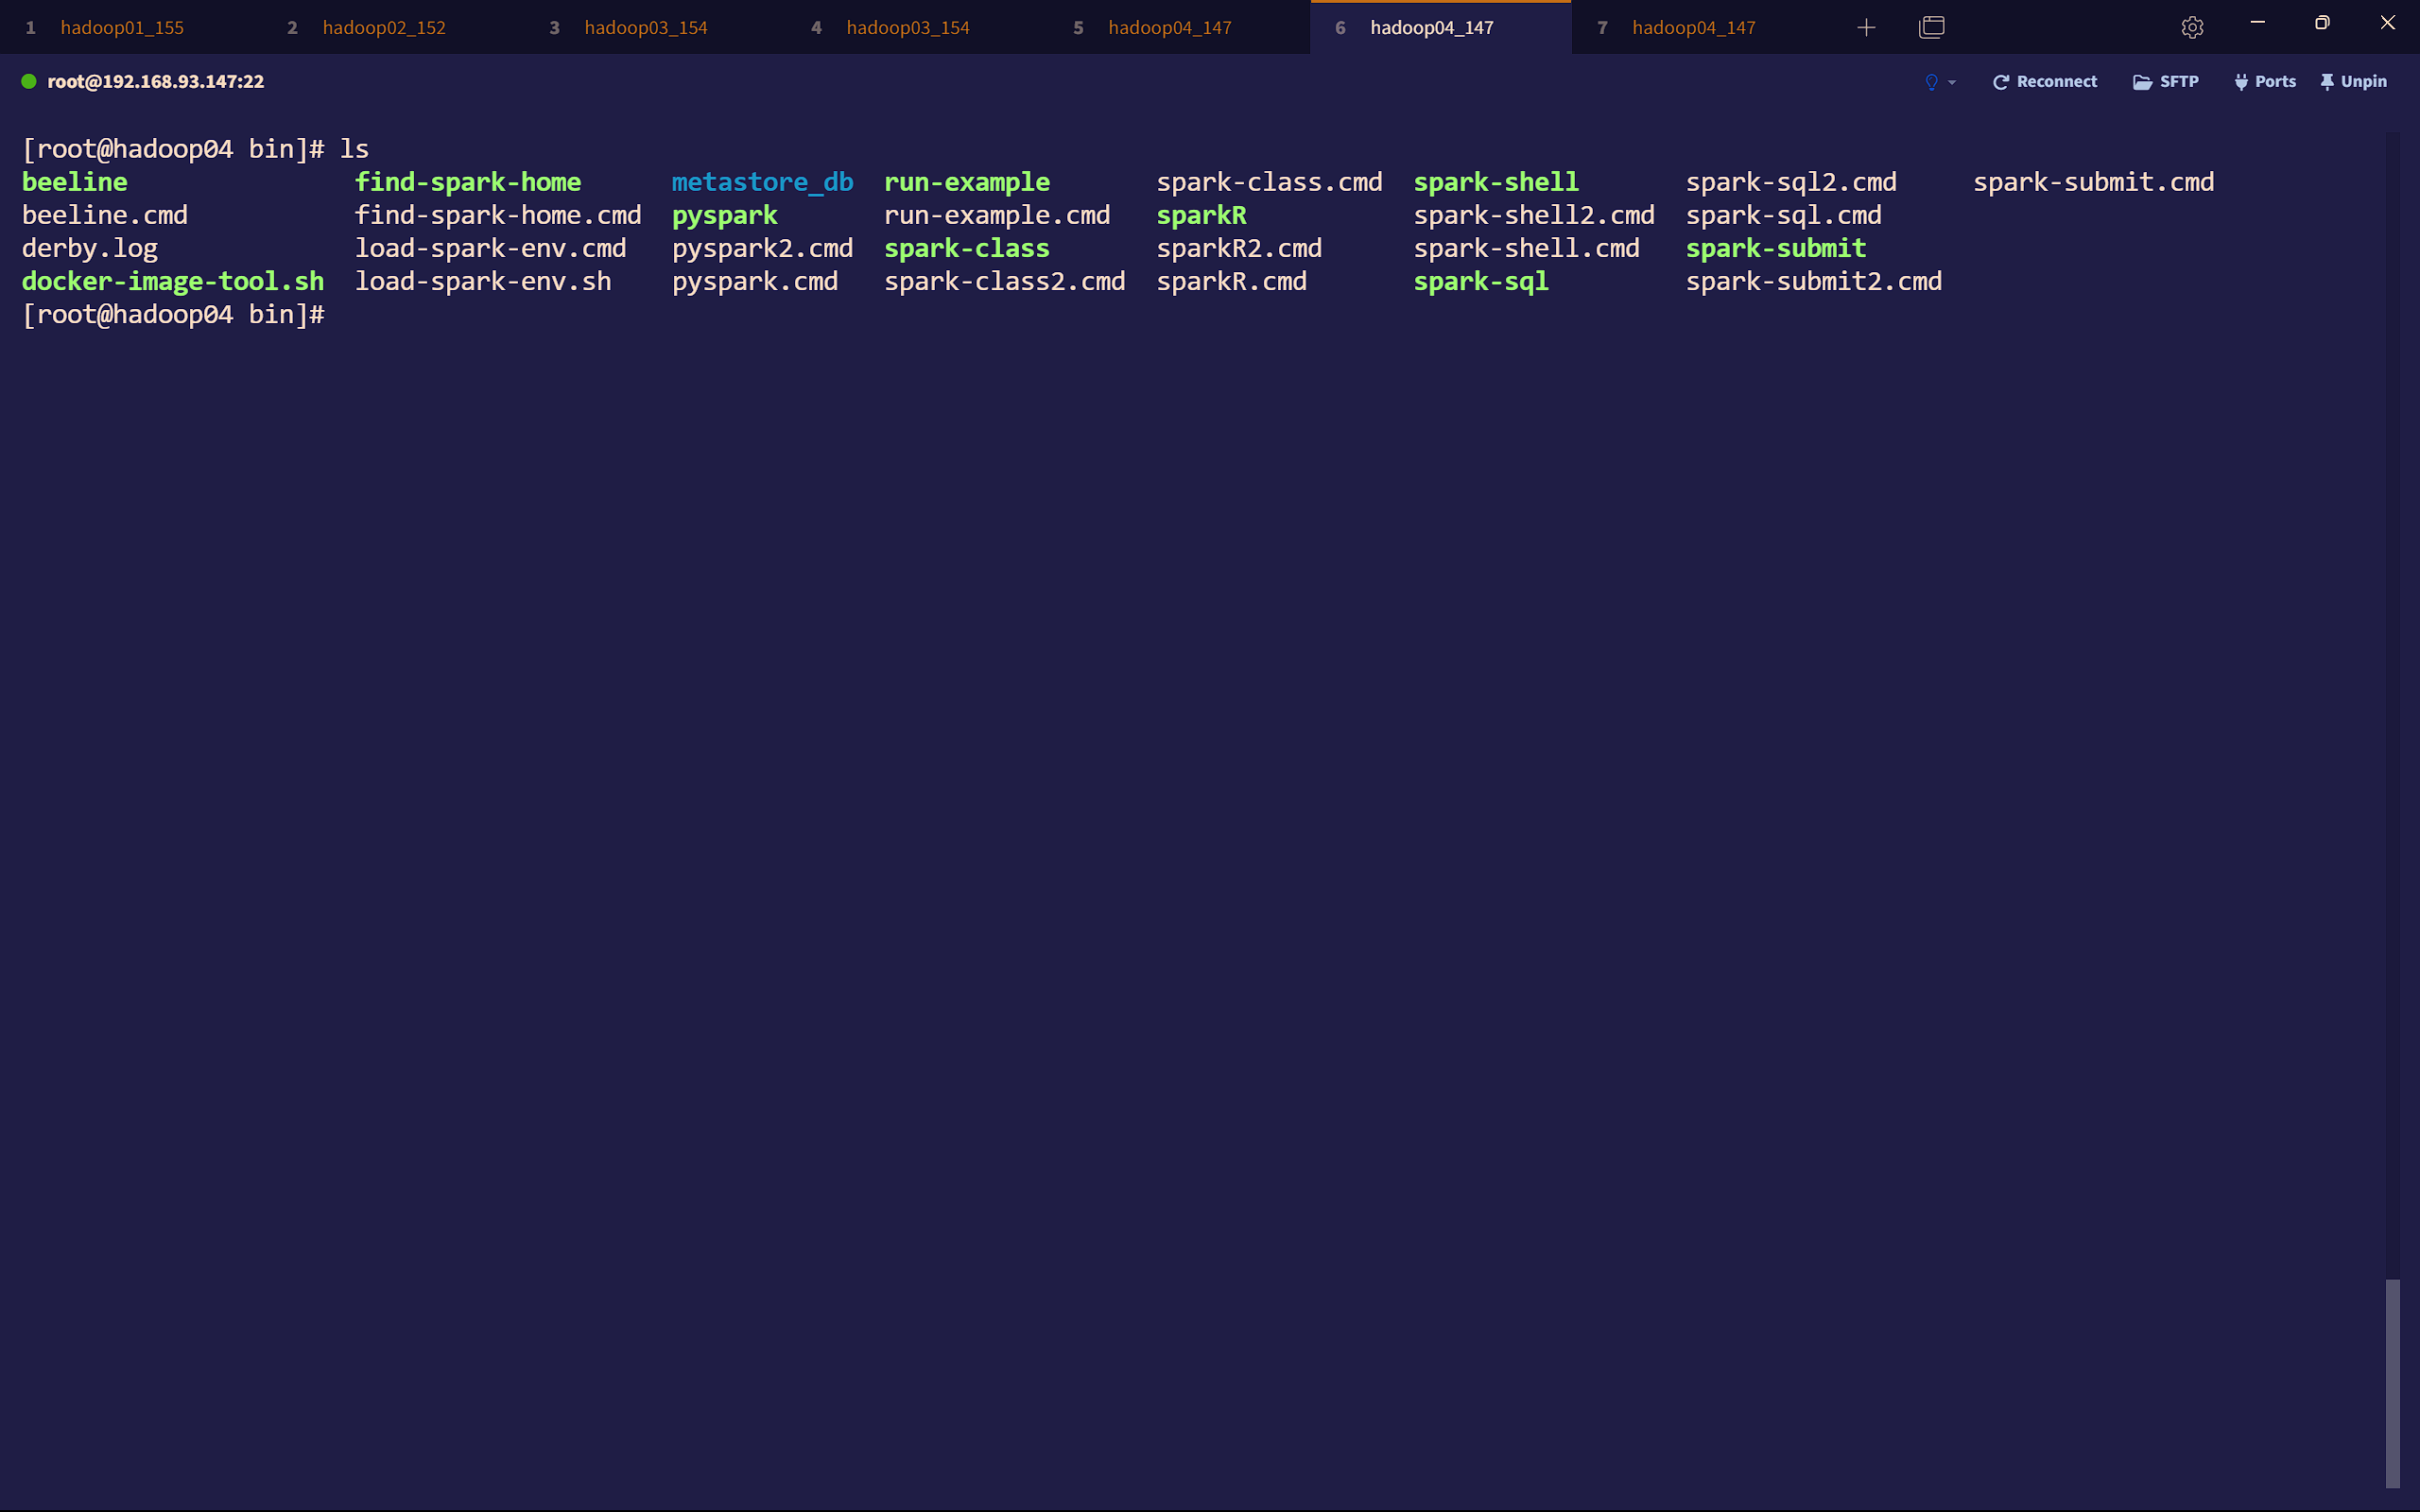 1 hadoop01_155 2 hadoop02_152 3 hadoop03_154 4 hadoop03_154 5 hadoop04_147 6 hadoop04_147 7 hadoop04_147
root@192.168.93.147:22 Reconnect SFTP Ports Unpin
[root@hadoop04 bin]# ls
beeline find-spark-home metastore_db run-example spark-class.cmd spark-shell spark-sql2.cmd spark-submit.cmd
beeline.cmd find-spark-home.cmd pyspark run-example.cmd sparkR spark-shell2.cmd spark-sql.cmd
derby.log load-spark-env.cmd pyspark2.cmd spark-class sparkR2.cmd spark-shell.cmd spark-submit
docker-image-tool.sh load-spark-env.sh pyspark.cmd spark-class2.cmd sparkR.cmd spark-sql spark-submit2.cmd
[root@hadoop04 bin]#